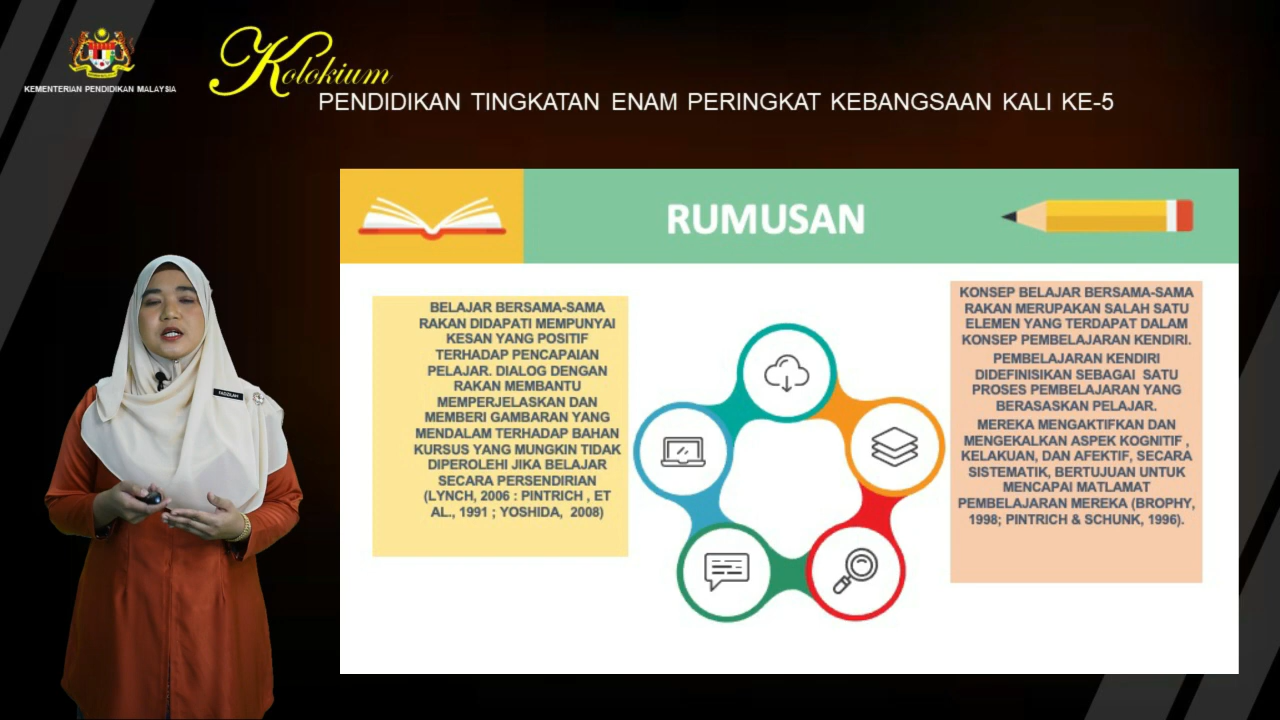 KEMENTERIAN PENDIDIKAN MALAYSIA
Kolokium
PENDIDIKAN TINGKATAN ENAM PERINGKAT KEBANGSAAN KALI KE-5
RUMUSAN
BELAJAR BERSAMA-SAMA
RAKAN DIDAPATI MEMPUNYAI
KESAN YANG POSITIF
TERHADAP PENCAPAIAN
PELAJAR. DIALOG DENGAN
RAKAN MEMBANTU
MEMPERJELASKAN DAN
MEMBERI GAMBARAN YANG
MENDALAM TERHADAP BAHAN
KURSUS YANG MUNGKIN TIDAK
DIPEROLEHI JIKA BELAJAR
SECARA PERSENDIRIAN
(LYNCH, 2006 : PINTRICH , ET
AL., 1991 ; YOSHIDA, 2008)
KONSEP BELAJAR BERSAMA-SAMA
RAKAN MERUPAKAN SALAH SATU
ELEMEN YANG TERDAPAT DALAM
KONSEP PEMBELAJARAN KENDIRI.
PEMBELAJARAN KENDIRI
DIDEFINISIKAN SEBAGAI SATU
PROSES PEMBELAJARAN YANG
BERASASKAN PELAJAR.
MEREKA MENGAKTIFKAN DAN
MENGEKALKAN ASPEK KOGNITIF ,
KELAKUAN, DAN AFEKTIF, SECARA
SISTEMATIK, BERTUJUAN UNTUK
MENCAPAI MATLAMAT
PEMBELAJARAN MEREKA (BROPHY,
1998; PINTRICH & SCHUNK, 1996).